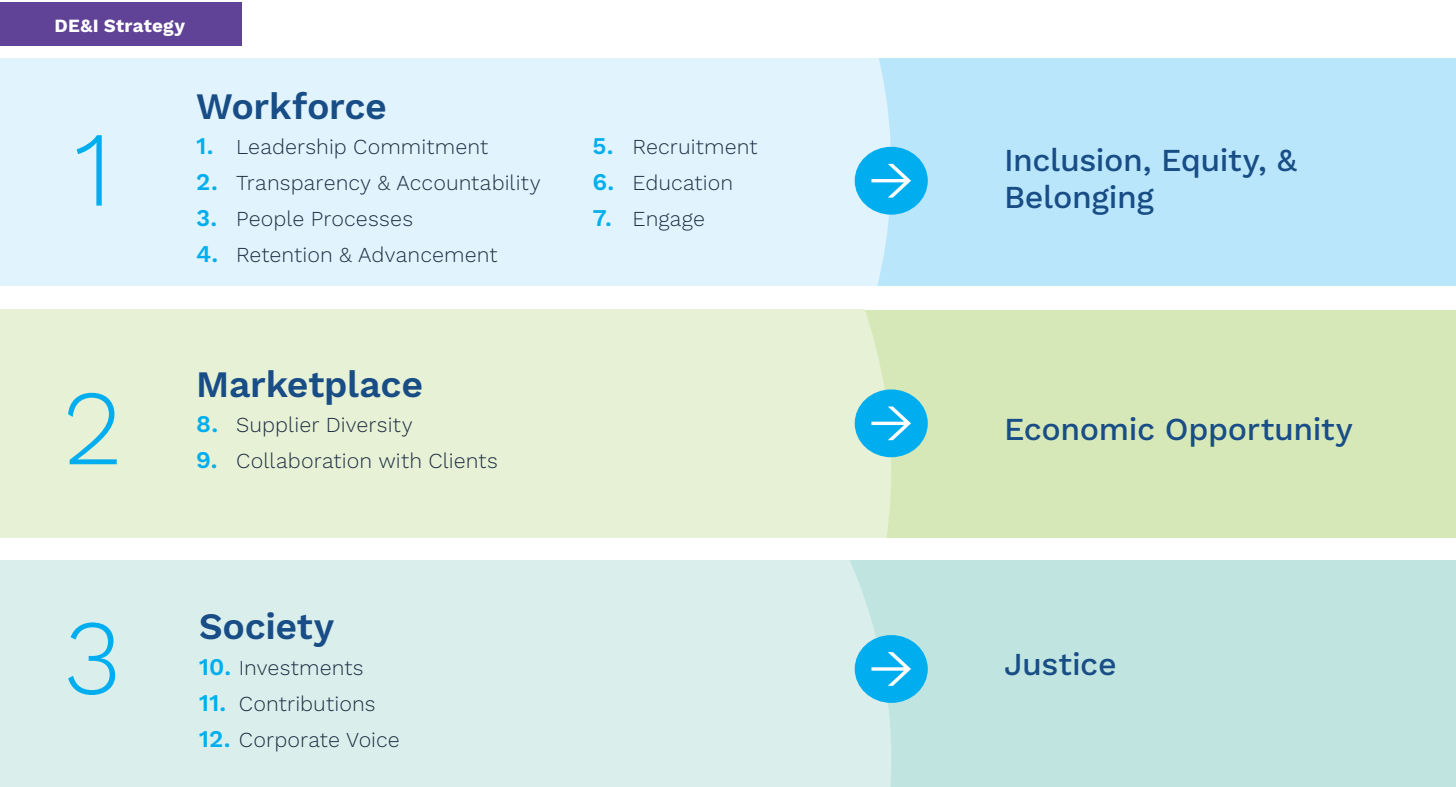 DE&I Strategy
1
Workforce
1. Leadership Commitment
2. Transparency & Accountability
3. People Processes
4. Retention & Advancement
5. Recruitment
6. Education
7. Engage
Inclusion, Equity, &
Belonging
2
Marketplace
8. Supplier Diversity
9. Collaboration with Clients
Economic Opportunity
3
Society
10. Investments
11. Contributions
12. Corporate Voice
Justice